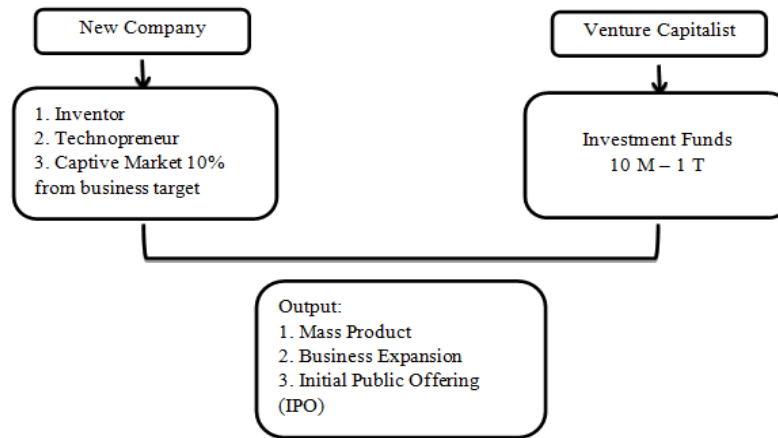 New Company
Venture Capitalist
1. Inventor
2. Technopreneur
3. Captive Market 10%
from business target
Investment Funds
10 M – 1 T
Output:
1. Mass Product
2. Business Expansion
3. Initial Public Offering
(IPO)